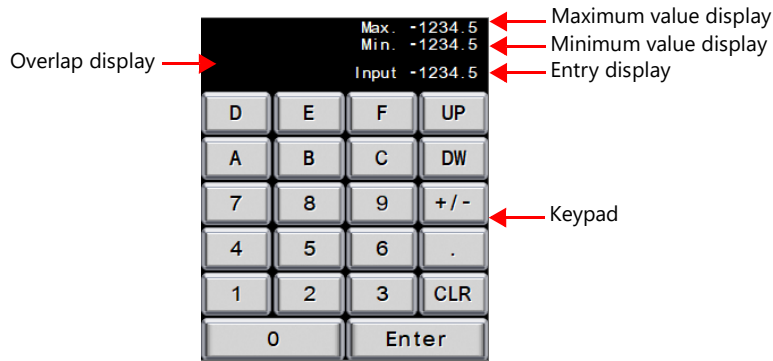 Max. -1234.5 Maximum value display
Min. -1234.5 Minimum value display
Overlap display
Input -1234.5 Entry display
D E F UP
A B C DW
7 8 9 +/-
Keypad
4 5 6 .
1 2 3 CLR
0 Enter